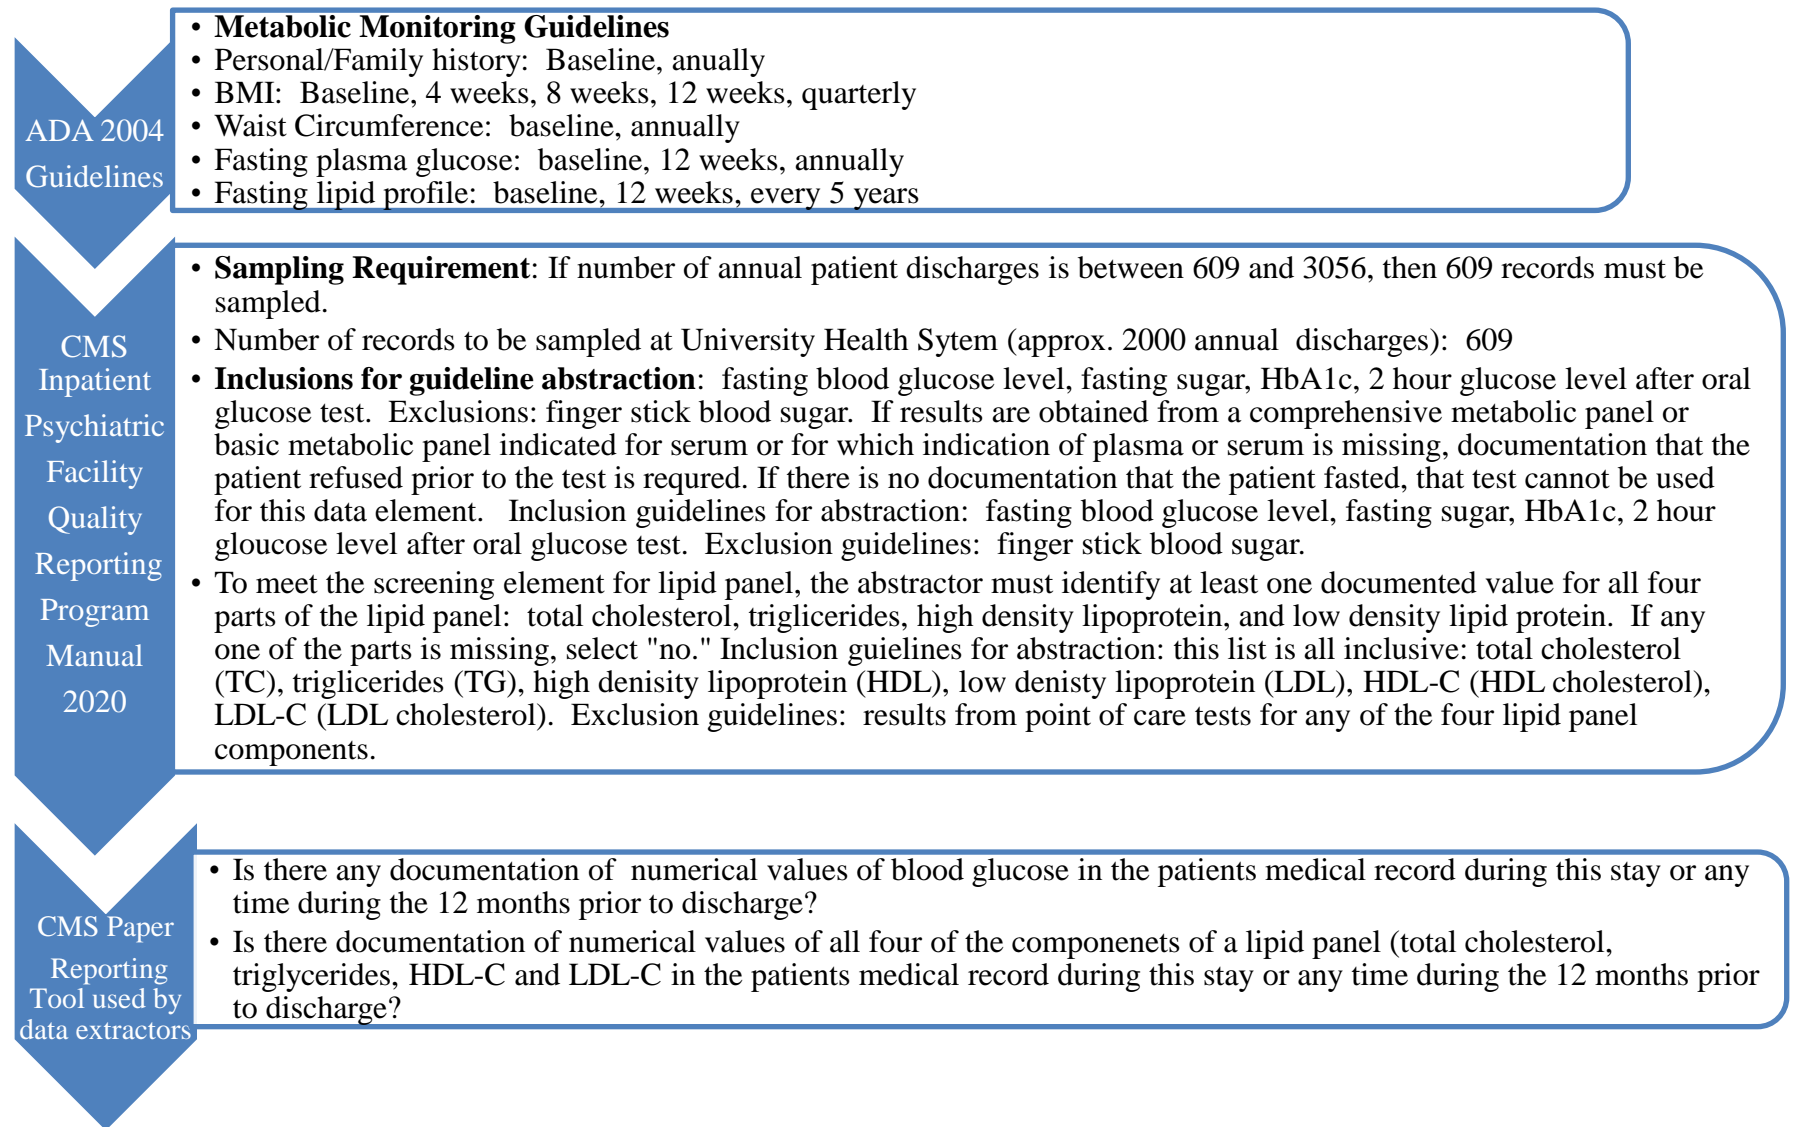 ADA 2004
Guidelines
• Metabolic Monitoring Guidelines
• Personal/Family history: Baseline, anually
• BMI: Baseline, 4 weeks, 8 weeks, 12 weeks, quarterly
• Waist Circumference: baseline, annually
• Fasting plasma glucose: baseline, 12 weeks, annually
• Fasting lipid profile: baseline, 12 weeks, every 5 years
CMS
Inpatient
Psychiatric
Facility
Quality
Reporting
Program
Manual
2020
• Sampling Requirement: If number of annual patient discharges is between 609 and 3056, then 609 records must be
sampled.
• Number of records to be sampled at University Health Sytem (approx. 2000 annual discharges): 609
• Inclusions for guideline abstraction: fasting blood glucose level, fasting sugar, HbA1c, 2 hour glucose level after oral
glucose test. Exclusions: finger stick blood sugar. If results are obtained from a comprehensive metabolic panel or
basic metabolic panel indicated for serum or for which indication of plasma or serum is missing, documentation that the
patient refused prior to the test is requred. If there is no documentation that the patient fasted, that test cannot be used
for this data element. Inclusion guidelines for abstraction: fasting blood glucose level, fasting sugar, HbA1c, 2 hour
gloucose level after oral glucose test. Exclusion guidelines: finger stick blood sugar.
• To meet the screening element for lipid panel, the abstractor must identify at least one documented value for all four
parts of the lipid panel: total cholesterol, triglicerides, high density lipoprotein, and low density lipid protein. If any
one of the parts is missing, select "no." Inclusion guielines for abstraction: this list is all inclusive: total cholesterol
(TC), triglicerides (TG), high denisity lipoprotein (HDL), low denisty lipoprotein (LDL), HDL-C (HDL cholesterol),
LDL-C (LDL cholesterol). Exclusion guidelines: results from point of care tests for any of the four lipid panel
components.
CMS Paper
Reporting
Tool used by
data extractors
• Is there any documentation of numerical values of blood glucose in the patients medical record during this stay or any
time during the 12 months prior to discharge?
• Is there documentation of numerical values of all four of the componenets of a lipid panel (total cholesterol,
triglycerides, HDL-C and LDL-C in the patients medical record during this stay or any time during the 12 months prior
to discharge?